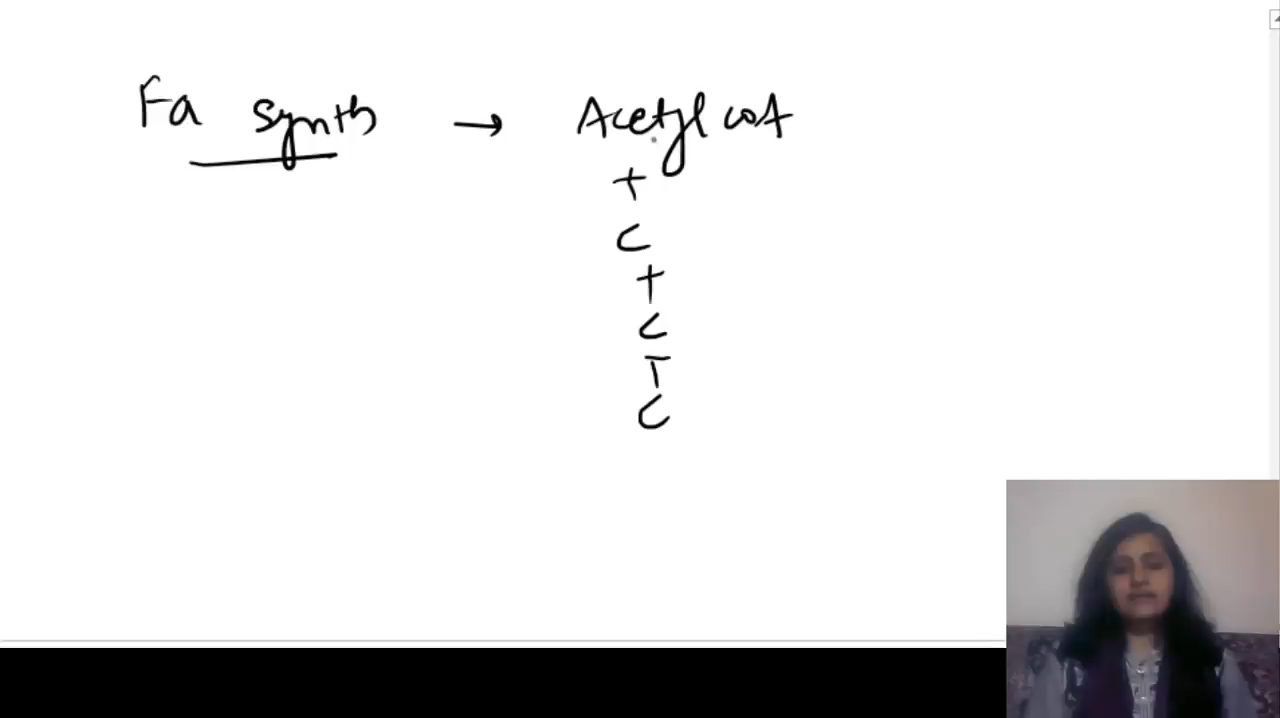 Fa synth → Acetyl coA
+
C
+
C
T
C